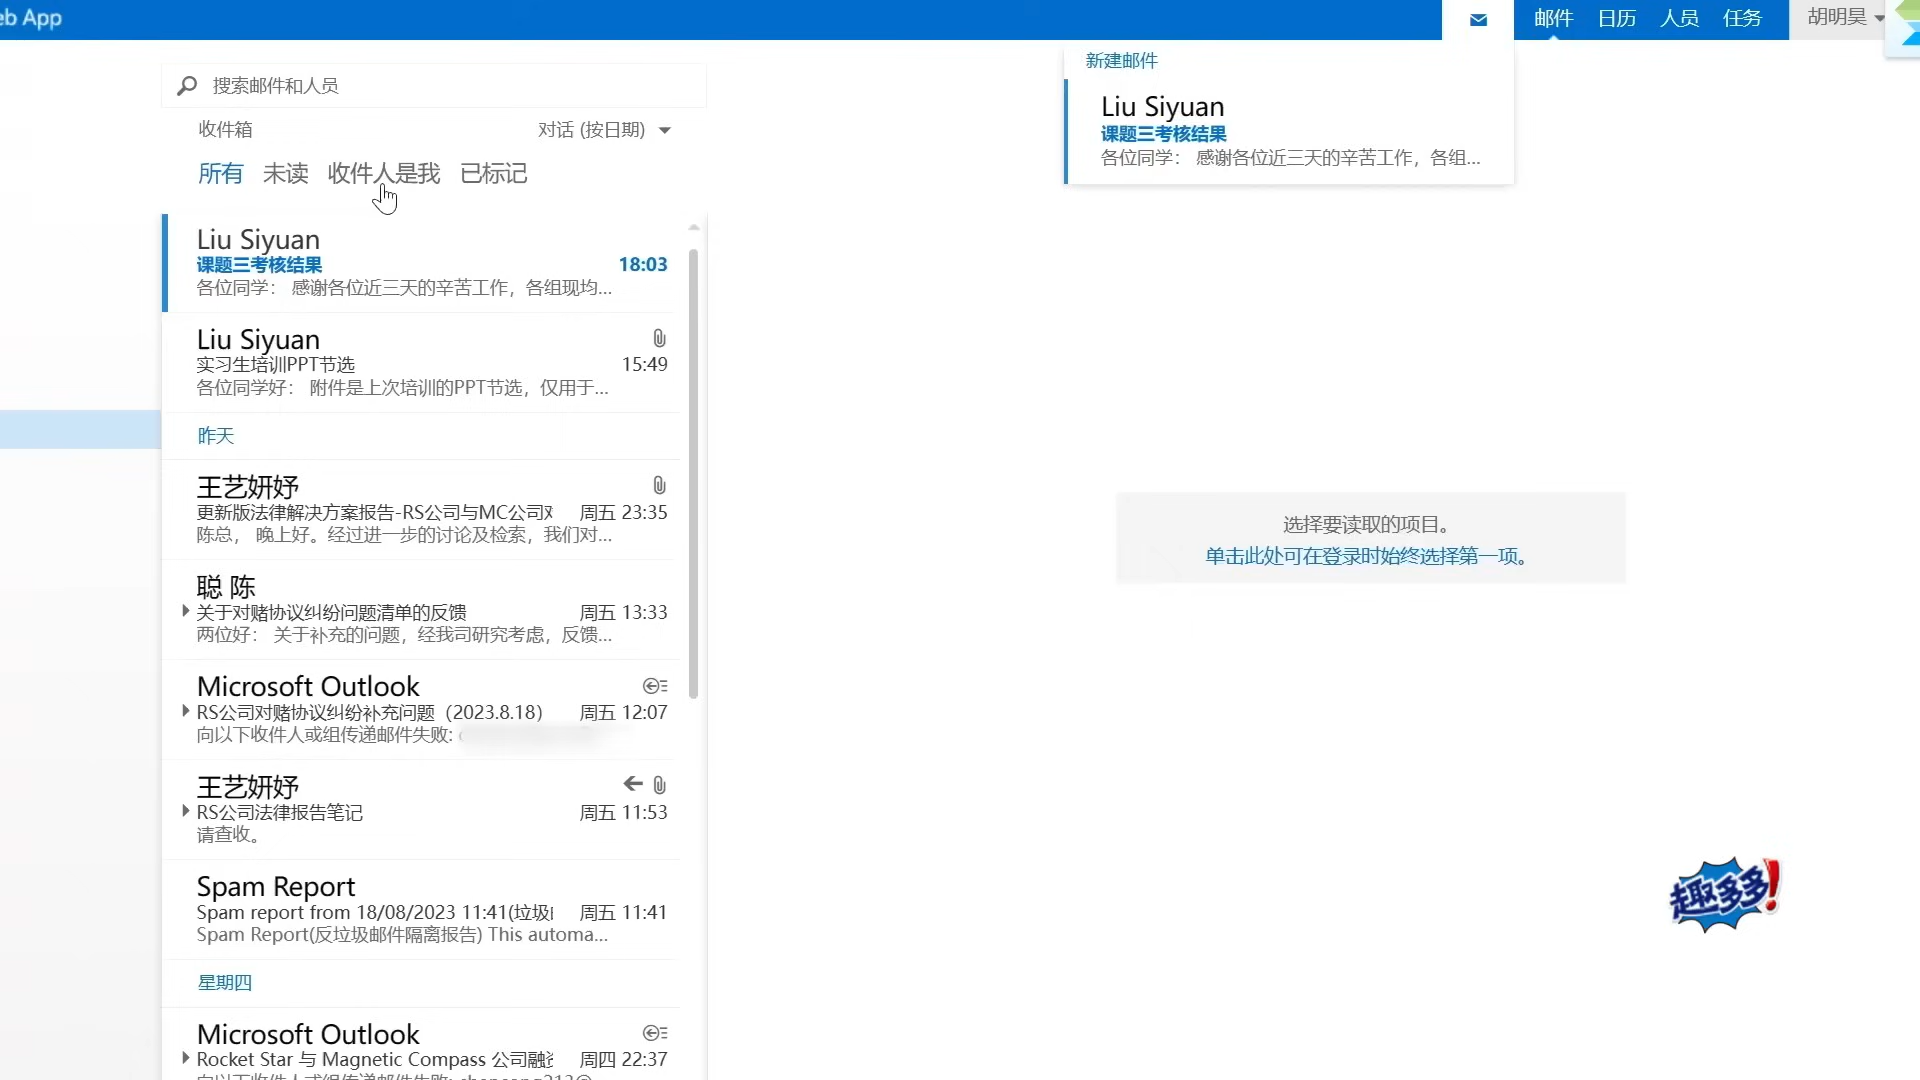 eb App
邮件 日历 人员 任务 胡明昊
搜索邮件和人员
收件箱 对话 (按日期)
所有 未读 收件人是我 已标记
新建邮件
Liu Siyuan
课题三考核结果
各位同学： 感谢各位近三天的辛苦工作，各组...
Liu Siyuan
课题三考核结果 18:03
各位同学： 感谢各位近三天的辛苦工作，各组现均...
Liu Siyuan
实习生培训PPT节选 15:49
各位同学好： 附件是上次培训的PPT节选，仅用于...
昨天
王艺妍妤
更新版法律解决方案报告-RS公司与MC公司对 周五 23:35
陈总， 晚上好。经过进一步的讨论及检索，我们对...
聪 陈
关于对赌协议纠纷问题清单的反馈 周五 13:33
两位好： 关于补充的问题，经我司研究考虑，反馈...
Microsoft Outlook
RS公司对赌协议纠纷补充问题（2023.8.18） 周五 12:07
向以下收件人或组传递邮件失败:
王艺妍妤
RS公司法律报告笔记 周五 11:53
请查收。
Spam Report
Spam report from 18/08/2023 11:41(垃圾 周五 11:41
Spam Report(反垃圾邮件隔离报告) This automa...
星期四
Microsoft Outlook
Rocket Star 与 Magnetic Compass 公司融资 周四 22:37
选择要读取的项目。
单击此处可在登录时始终选择第一项。
趣多多!